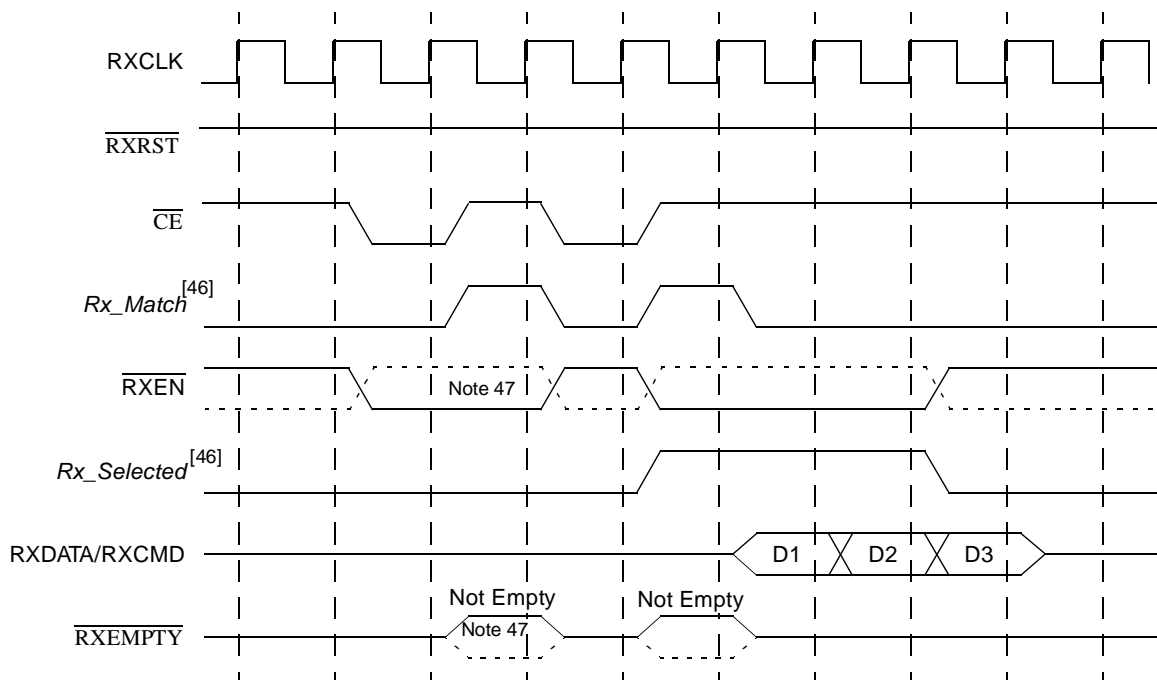 RXCLK
RXRST
CE
Rx_Match[46]
RXEN
Note 47
Rx_Selected[46]
RXDATA/RXCMD
D1 D2 D3
Not Empty Not Empty
RXEMPTY
Note 47